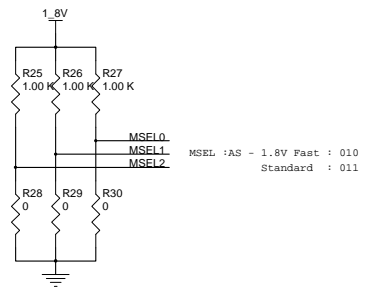 1_8V
R25 R26 R27
1.00 K 1.00 K 1.00 K
MSEL0
MSEL1
MSEL2
MSEL :AS - 1.8V Fast : 010
Standard : 011
R28 R29 R30
0 0 0